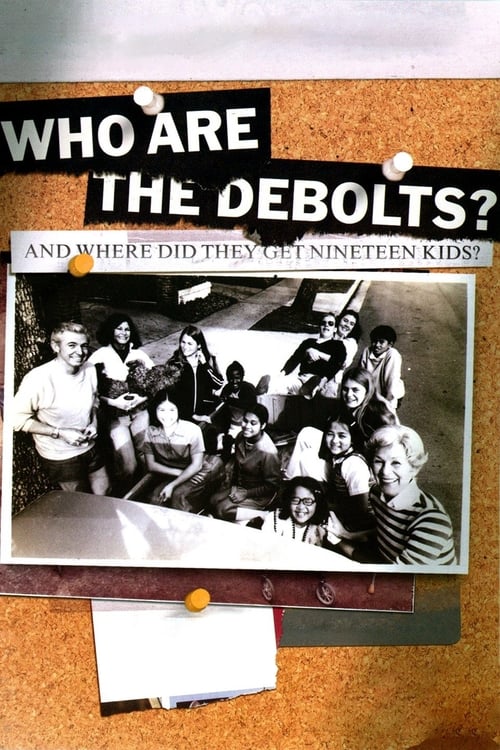 WHO ARE
THE DEBOLTS?
AND WHERE DID THEY GET NINETEEN KIDS?